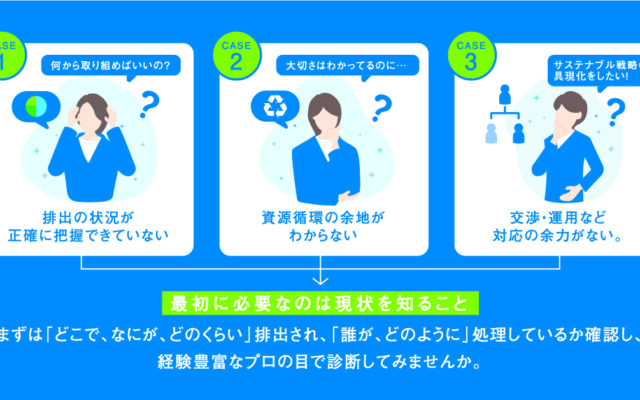 CASE
1
何から取り組めばいいの?
排出の状況が
正確に把握できていない
CASE
2
大切さはわかってるのに…
資源循環の余地が
わからない
CASE
3
サステナブル戦略の
具現化をしたい!
交渉・運用など
対応の余力がない。
最初に必要なのは現状を知ること
まずは「どこで、なにが、どのくらい」排出され、「誰が、どのように」処理しているか確認し、
経験豊富なプロの目で診断してみませんか。